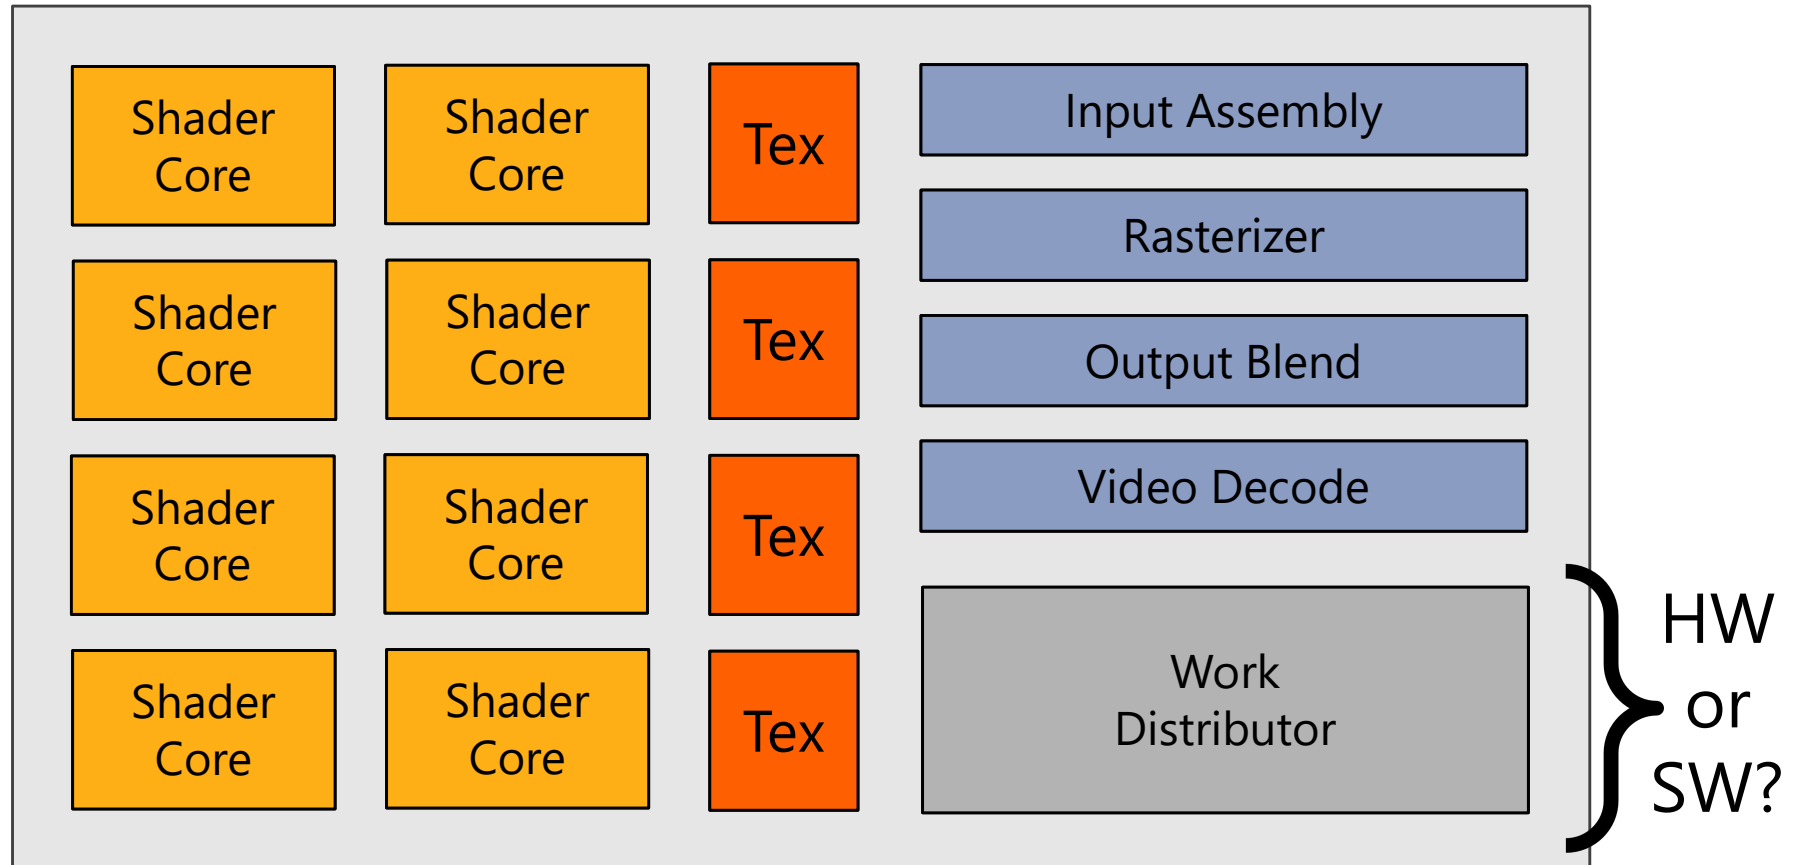 Shader
Core
Shader
Core
Tex
Input Assembly
Rasterizer
Shader
Core
Shader
Core
Tex
Output Blend
Video Decode
Shader
Core
Shader
Core
Tex
Shader
Core
Shader
Core
Tex
Work
Distributor
HW
or
SW?